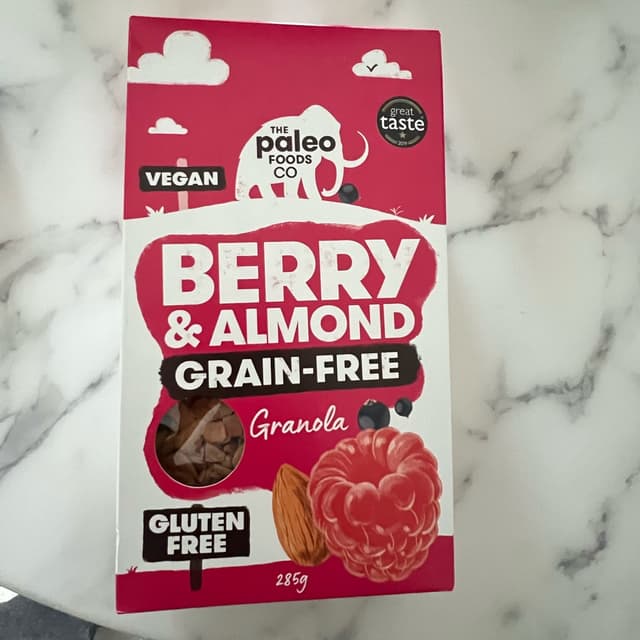 great
taste
THE
paleo
FOODS
CO
VEGAN
BERRY
& ALMOND
GRAIN-FREE
Granola
GLUTEN
FREE
285g